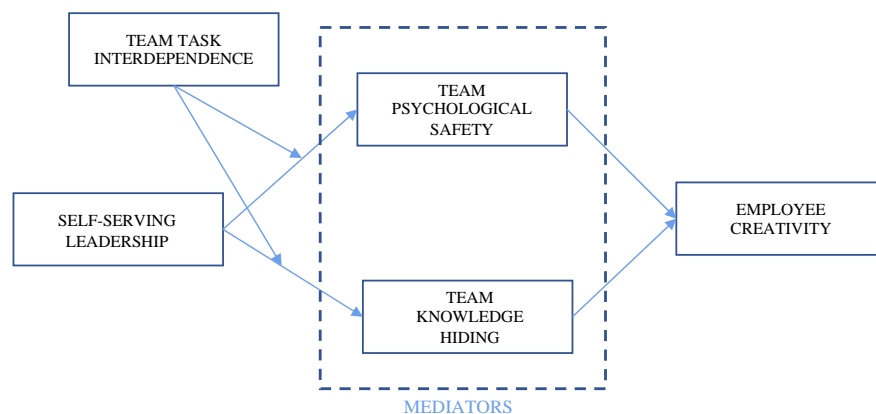 TEAM TASK
INTERDEPENDENCE
TEAM
PSYCHOLOGICAL
SAFETY
SELF-SERVING
LEADERSHIP
EMPLOYEE
CREATIVITY
TEAM
KNOWLEDGE
HIDING
MEDIATORS